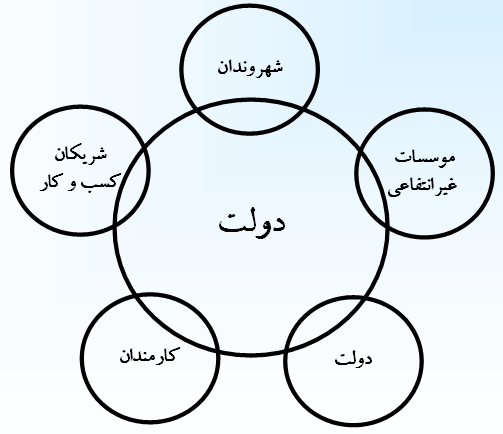 شهروندان
موسسات
غیرانتفاعی
شریکان
کسب و کار
دولت
دولت
کارمندان